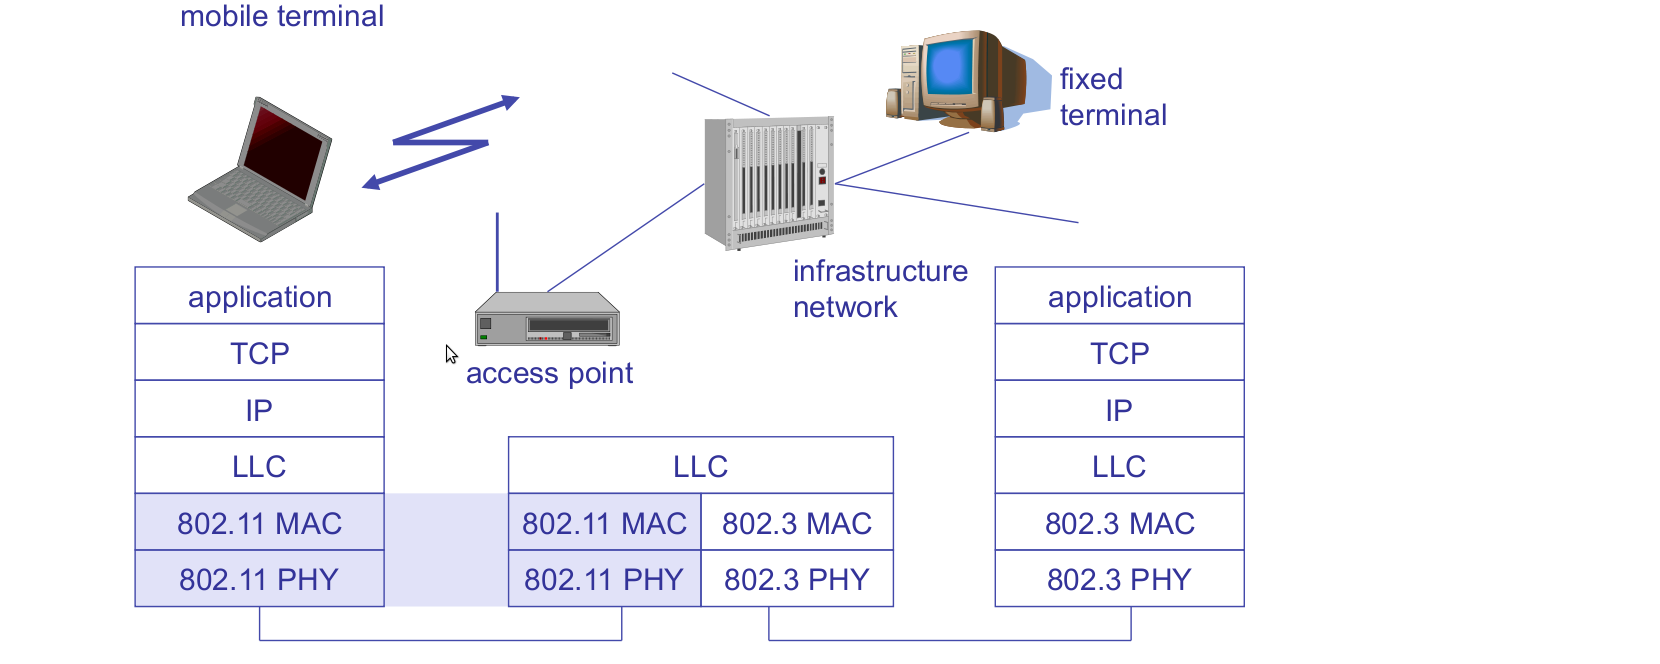 mobile terminal
fixed
terminal
infrastructure
network
access point
application
TCP
IP
LLC
802.11 MAC
802.11 PHY
LLC
802.11 MAC
802.3 MAC
802.11 PHY
802.3 PHY
application
TCP
IP
LLC
802.3 MAC
802.3 PHY